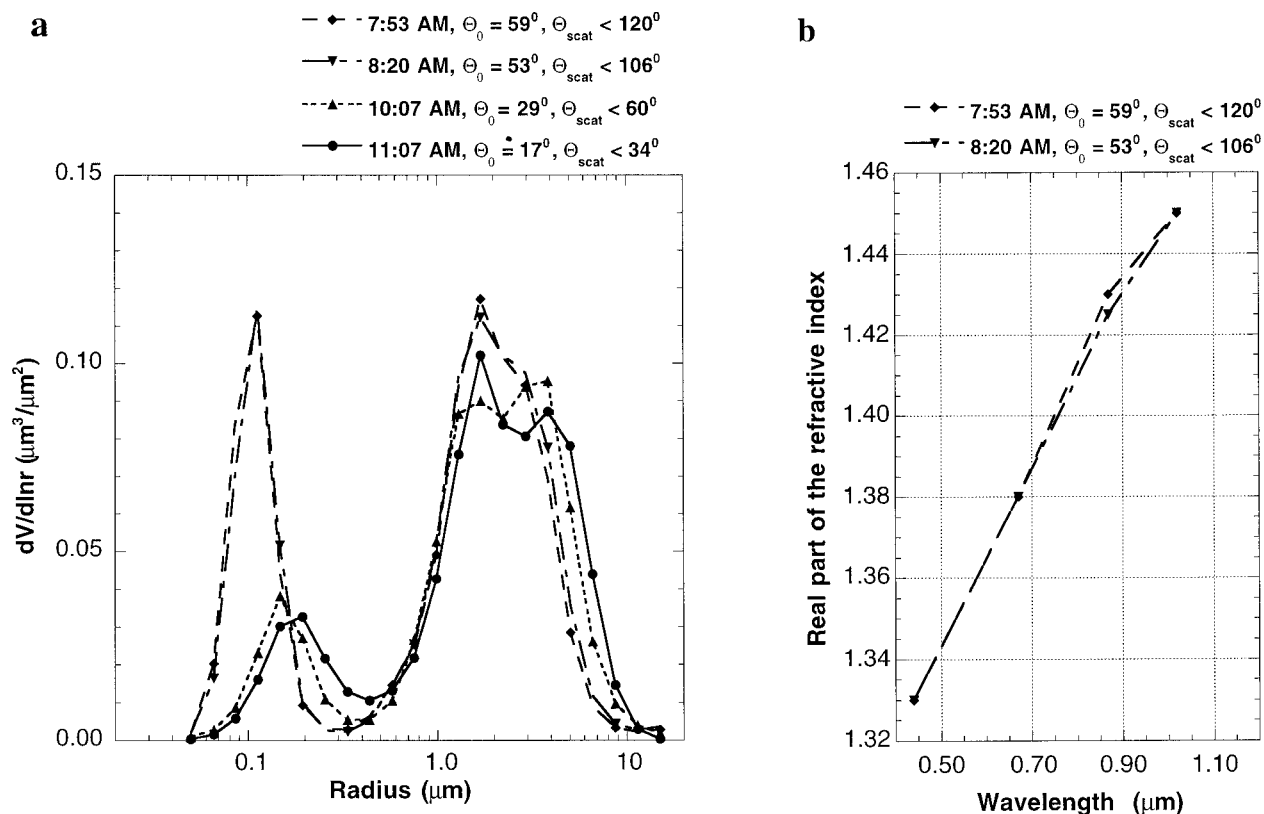 a
7:53 AM, Θ0 = 59⁰, Θscat < 120⁰
8:20 AM, Θ0 = 53⁰, Θscat < 106⁰
10:07 AM, Θ0 = 29⁰, Θscat < 60⁰
11:07 AM, Θ0 = 17⁰, Θscat < 34⁰
0.15
0.10
0.05
0.00
dV/dlnr (μm³/μm²)
0.1
1.0
10
Radius (μm)
b
7:53 AM, Θ0 = 59⁰, Θscat < 120⁰
8:20 AM, Θ0 = 53⁰, Θscat < 106⁰
1.46
1.44
1.42
1.40
1.38
1.36
1.34
1.32
Real part of the refractive index
0.50
0.70
0.90
1.10
Wavelength (μm)